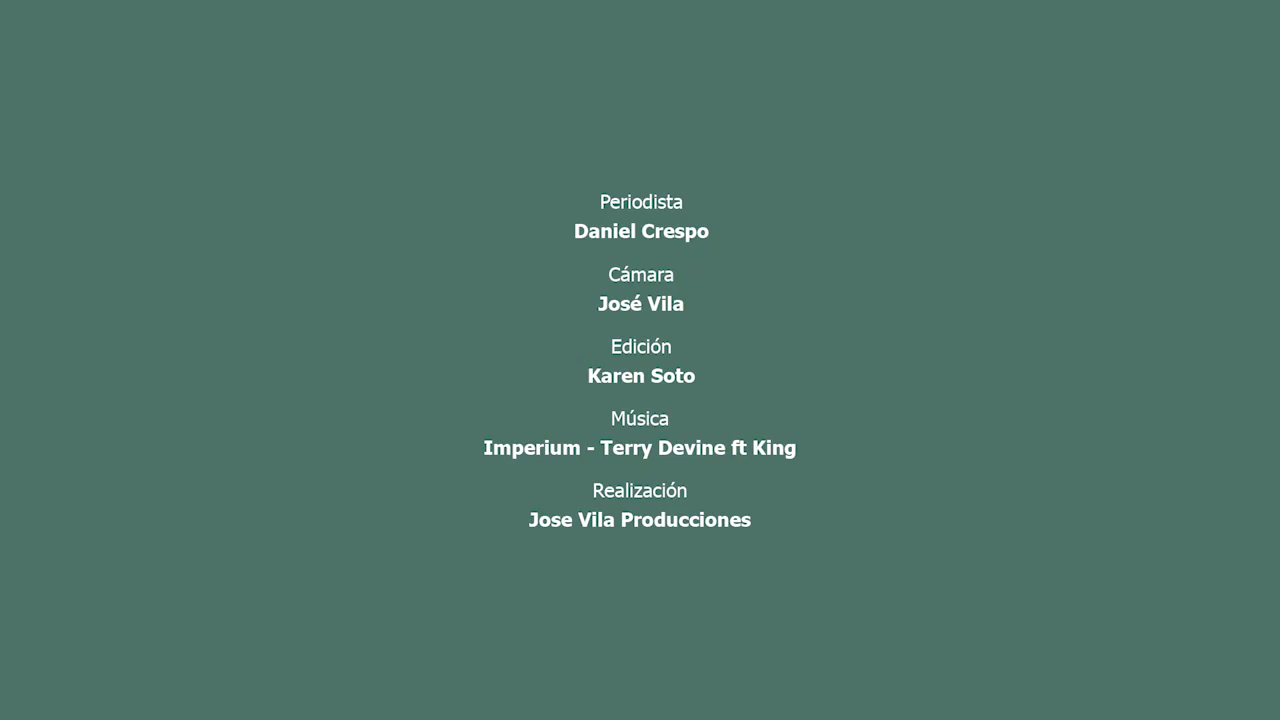 Periodista
Daniel Crespo
Cámara
José Vila
Edición
Karen Soto
Música
Imperium - Terry Devine ft King
Realización
Jose Vila Producciones